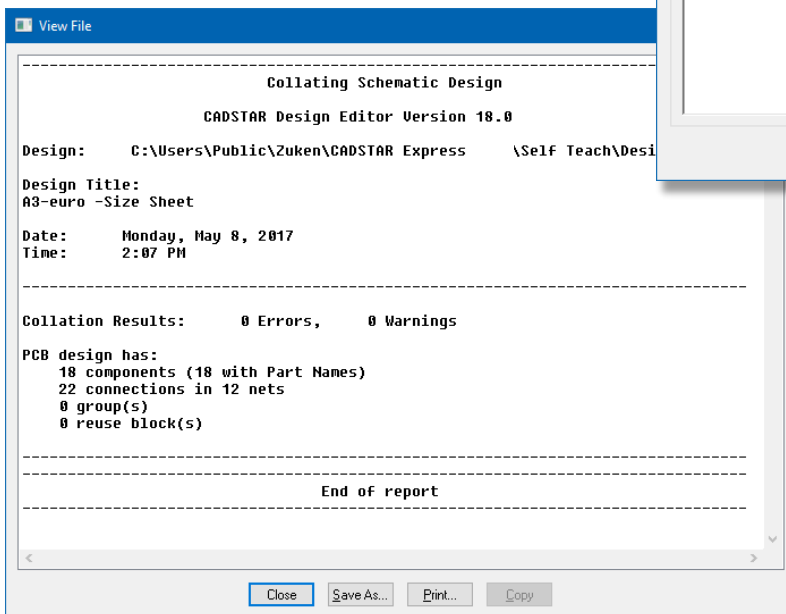 View File
Collating Schematic Design
CADSTAR Design Editor Version 18.0
Design: C:\Users\Public\Zuken\CADSTAR Express \Self Teach\Desi
Design Title:
A3-euro -Size Sheet
Date: Monday, May 8, 2017
Time: 2:07 PM
Collation Results: 0 Errors, 0 Warnings
PCB design has:
18 components (18 with Part Names)
22 connections in 12 nets
0 group(s)
0 reuse block(s)
End of report
Close Save As... Print... Copy